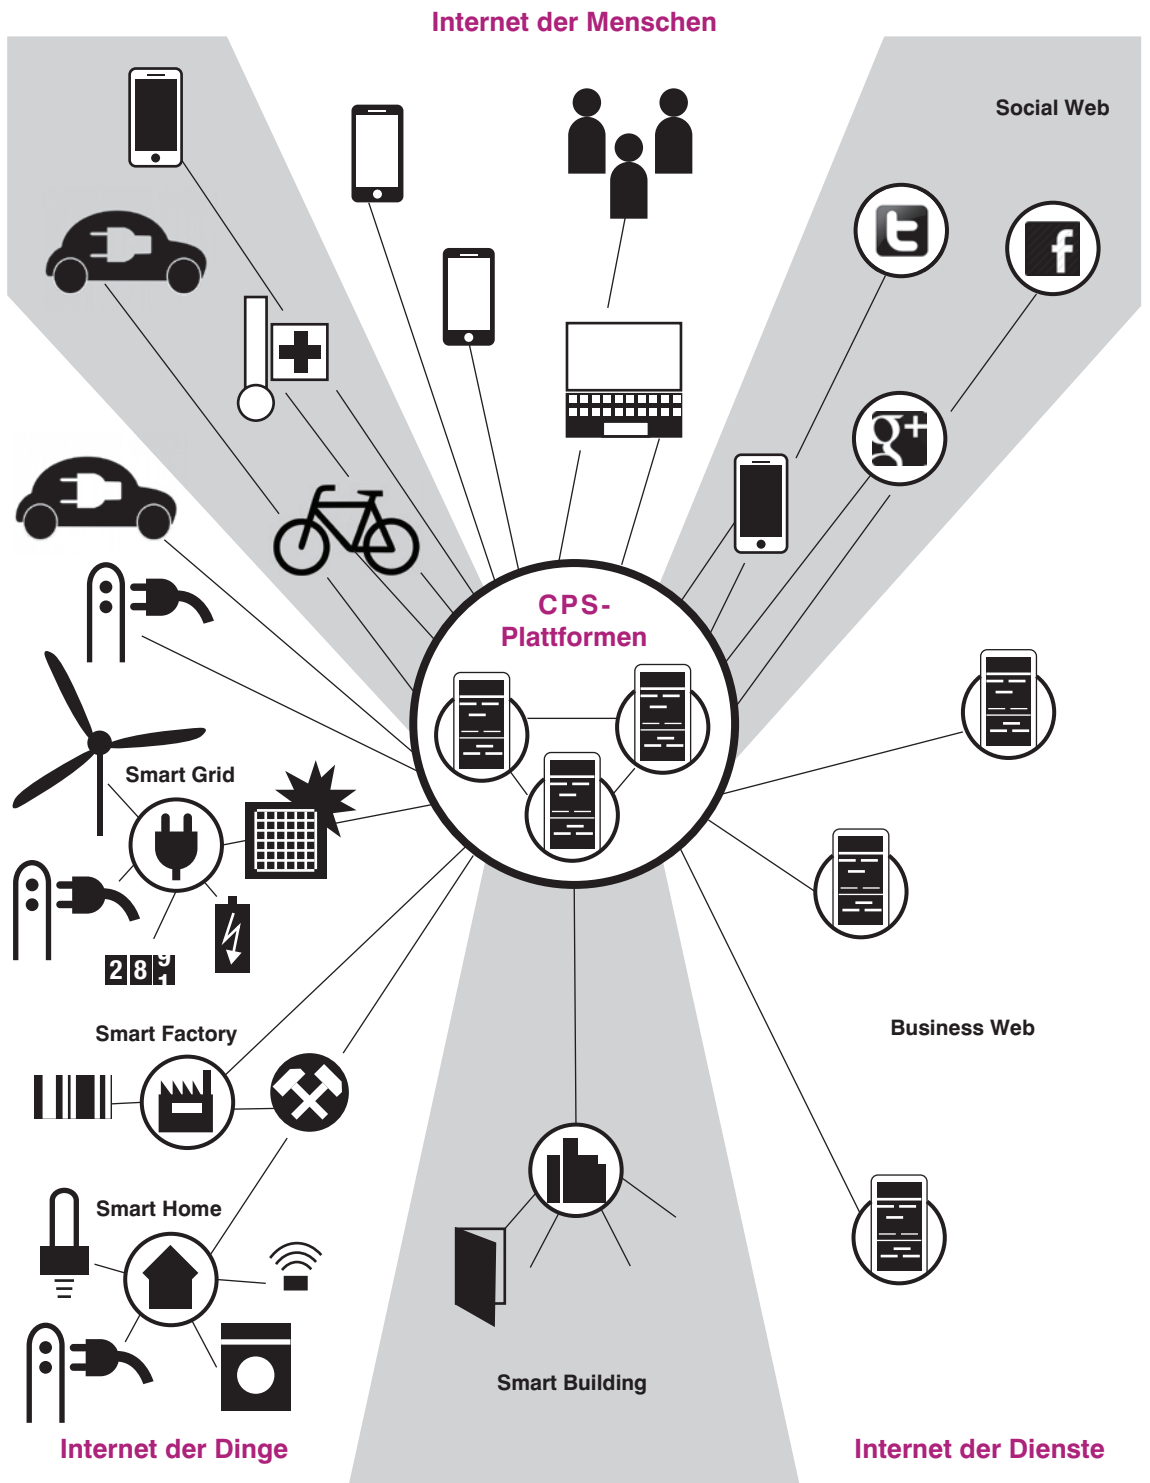 Internet der Menschen
Social Web
t
f
g+
CPS-
Plattformen
Smart Grid
28
Smart Factory
Business Web
Smart Home
Smart Building
Internet der Dinge
Internet der Dienste